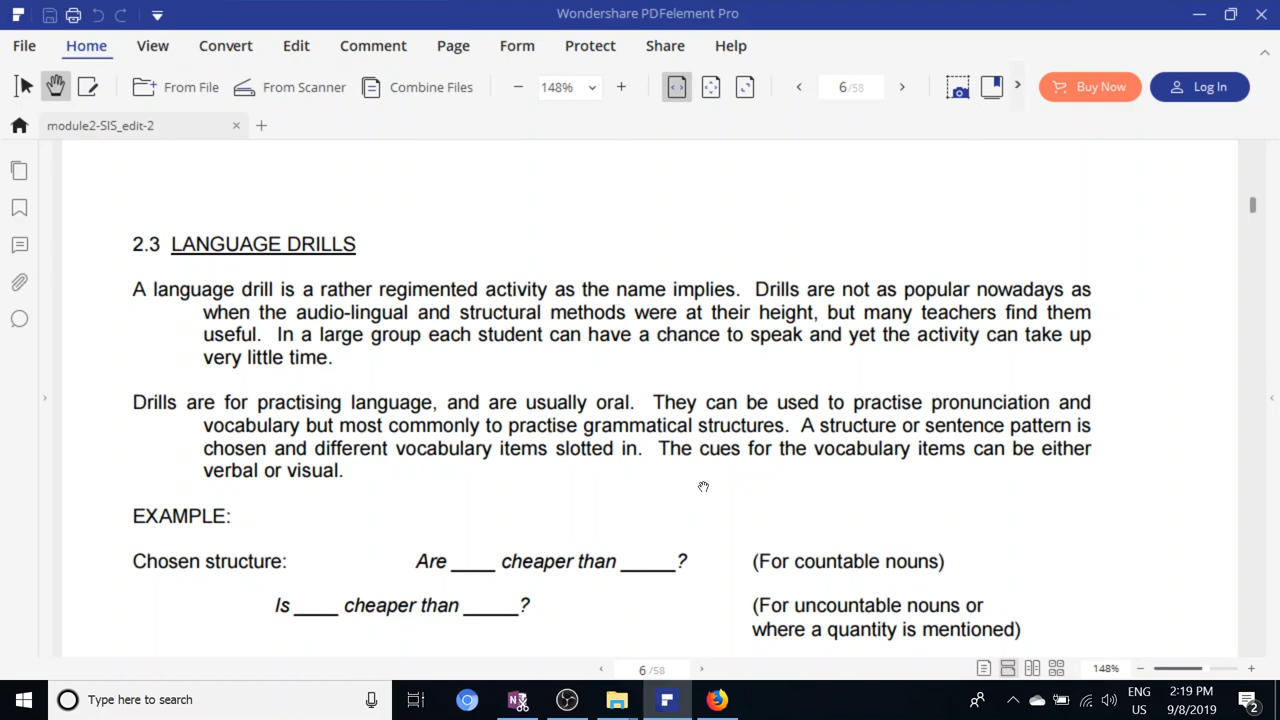 Wondershare PDFelement Pro
File Home View Convert Edit Comment Page Form Protect Share Help
From File From Scanner Combine Files 148% 6/58 Buy Now Log In
module2-SIS_edit-2
2.3 LANGUAGE DRILLS
A language drill is a rather regimented activity as the name implies. Drills are not as popular nowadays as
when the audio-lingual and structural methods were at their height, but many teachers find them
useful. In a large group each student can have a chance to speak and yet the activity can take up
very little time.
Drills are for practising language, and are usually oral. They can be used to practise pronunciation and
vocabulary but most commonly to practise grammatical structures. A structure or sentence pattern is
chosen and different vocabulary items slotted in. The cues for the vocabulary items can be either
verbal or visual.
EXAMPLE:
Chosen structure: Are ____ cheaper than _____? (For countable nouns)
Is ____ cheaper than _____? (For uncountable nouns or
where a quantity is mentioned)
6/58 148%
Type here to search ENG US 2:19 PM 9/8/2019 2